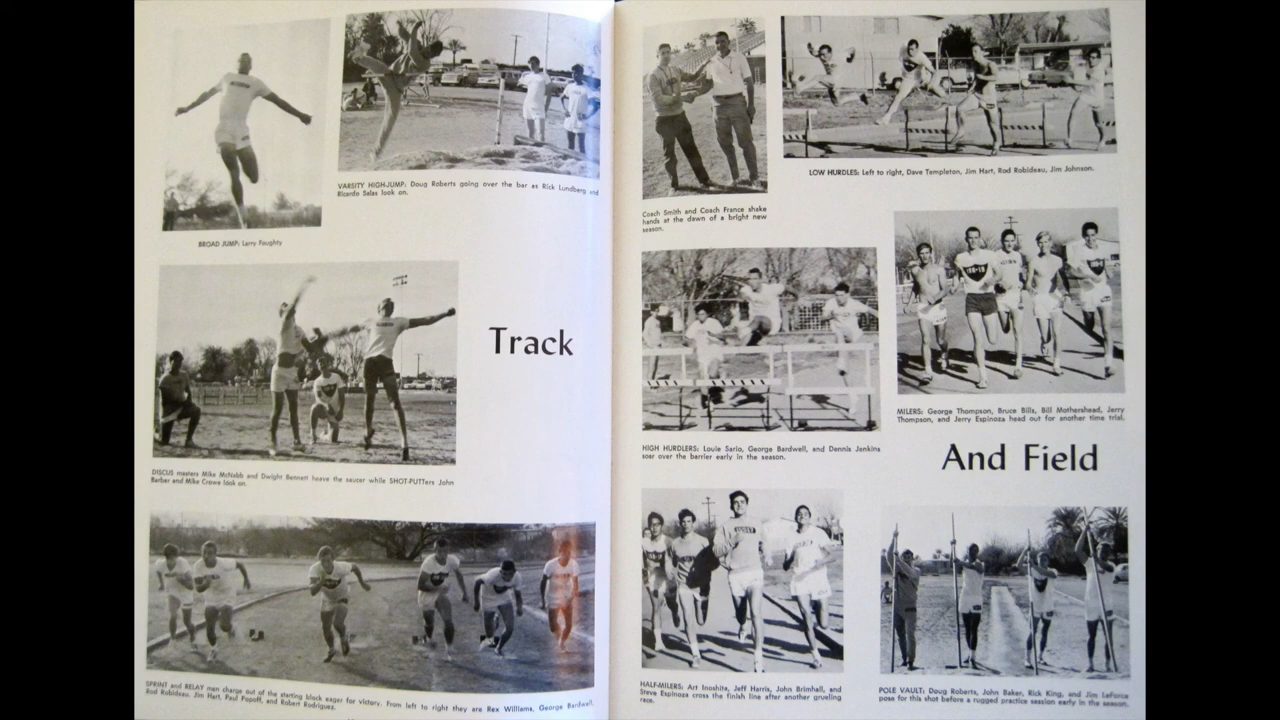 VARSITY HIGH-JUMP: Doug Roberts going over the bar as Rick Lundberg and
Ricardo Salas look on.
BROAD JUMP: Larry Faughty
Track
DISCUS masters Mike McNabb and Dwight Bennett heave the saucer while SHOT-PUTTers John
Barber and Mike Crowe look on.
SPRINT and RELAY men charge out of the starting block eager for victory. From left to right they are Rex Williams, George Bardwell,
Rod Robideau, Jim Hart, Paul Popoff, and Robert Rodriguez.
Coach Smith and Coach France shake
hands at the dawn of a bright new
season.
LOW HURDLES: Left to right, Dave Templeton, Jim Hart, Rod Robideau, Jim Johnson.
MILERS: George Thompson, Bruce Bills, Bill Mothershead, Jerry
Thompson, and Jerry Espinoza head out for another time trial.
HIGH HURDLERS: Louie Sario, George Bardwell, and Dennis Jenkins
soar over the barrier early in the season.
And Field
HALF-MILERS: Art Inoshita, Jeff Harris, John Brimhall, and
Steve Espinoza cross the finish line after another grueling
race.
POLE VAULT: Doug Roberts, John Baker, Rick King, and Jim LeForce
pose for this shot before a rugged practice session early in the season.